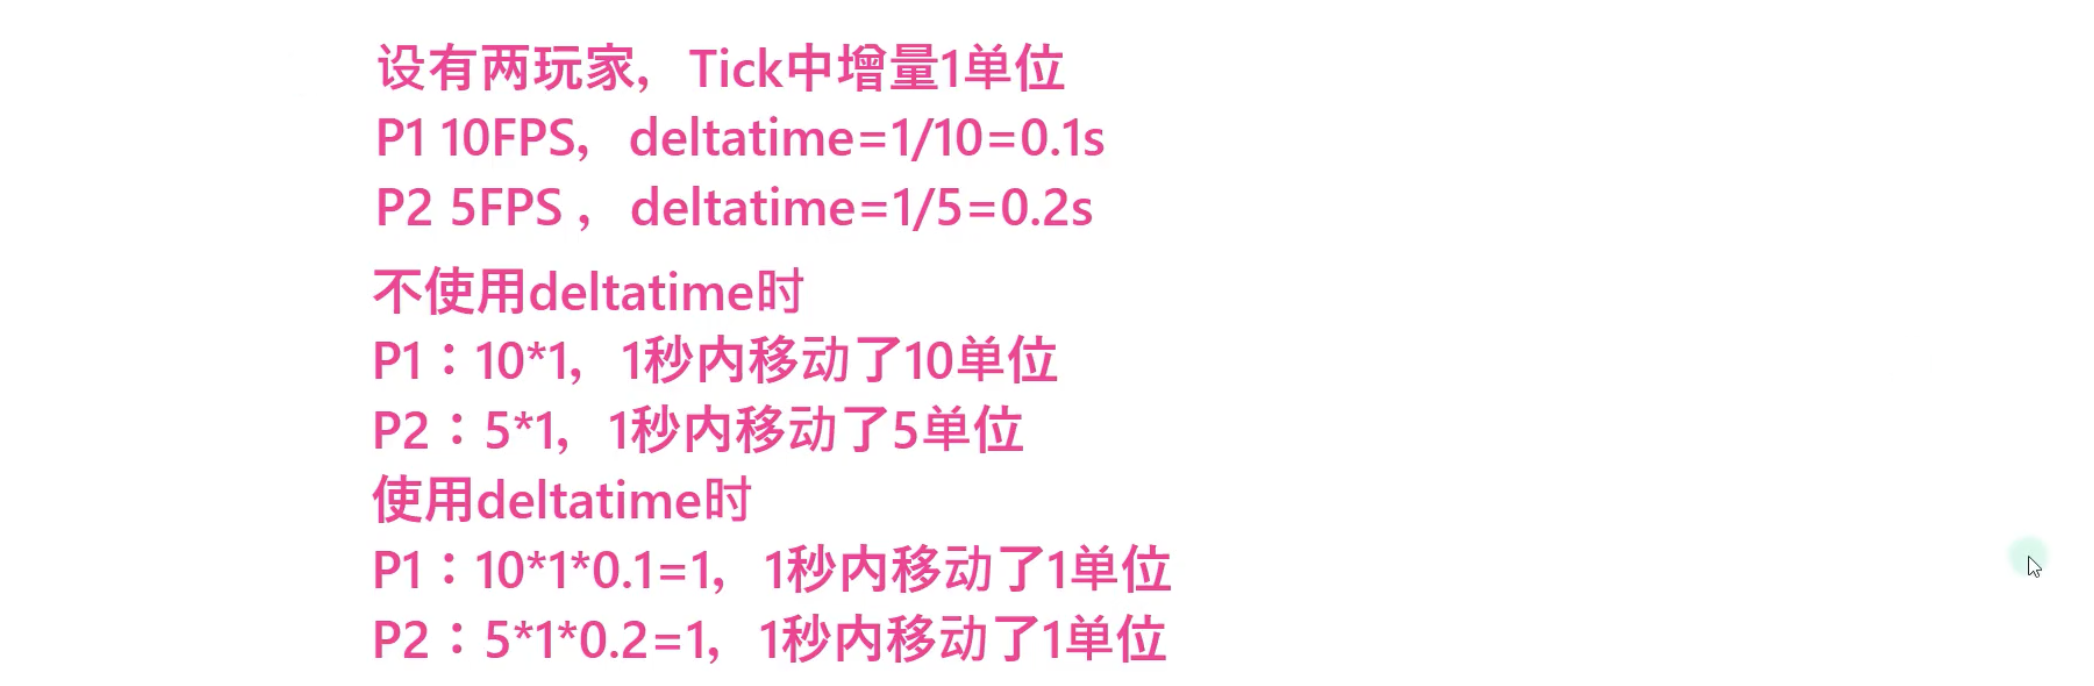 设有两玩家，Tick中增量1单位
P1 10FPS，deltatime=1/10=0.1s
P2 5FPS ，deltatime=1/5=0.2s
不使用deltatime时
P1：10*1，1秒内移动了10单位
P2：5*1，1秒内移动了5单位
使用deltatime时
P1：10*1*0.1=1，1秒内移动了1单位
P2：5*1*0.2=1，1秒内移动了1单位